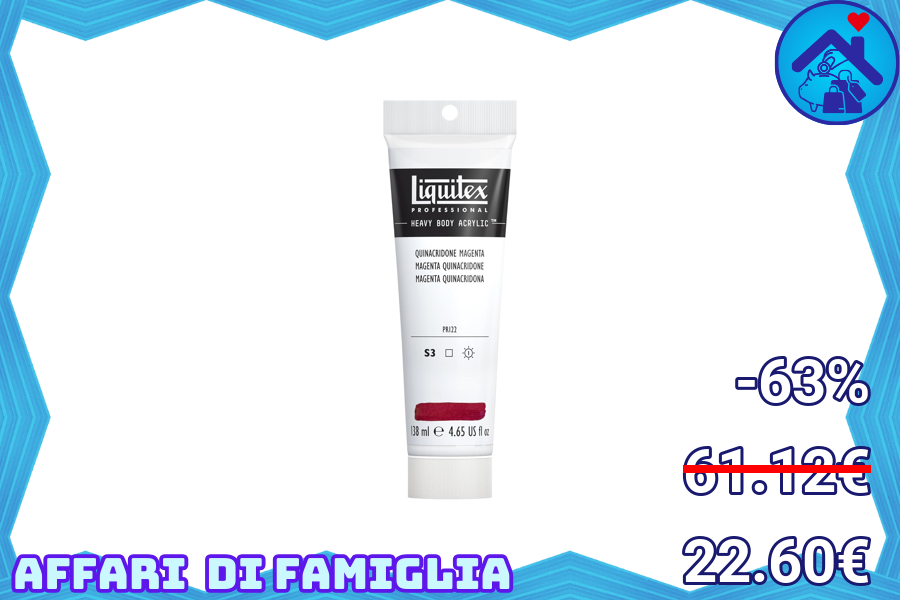 Liquitex
PROFESSIONAL
HEAVY BODY ACRYLIC™
QUINACRIDONE MAGENTA
MAGENTA QUINACRIDONE
MAGENTA QUINACRIDONA
PR122
S3
I
138 ml ℮ 4.65 US fl oz
-63%
61.12€
22.60€
AFFARI DI FAMIGLIA